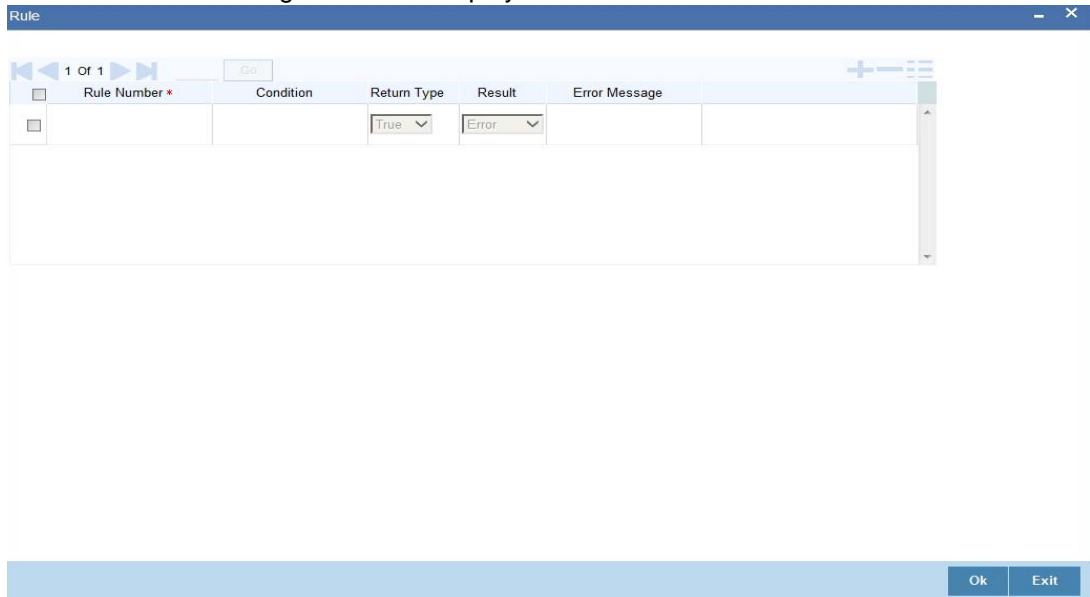 Rule
1 Of 1 Go
Rule Number * Condition Return Type Result Error Message
True Error
Ok Exit